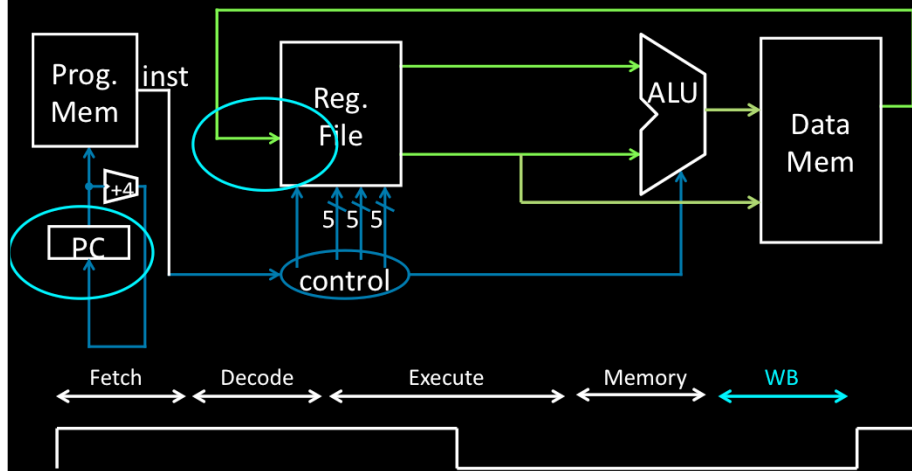 Prog.
Mem
inst
+4
PC
Reg.
File
5 5 5
control
ALU
Data
Mem
Fetch
Decode
Execute
Memory
WB